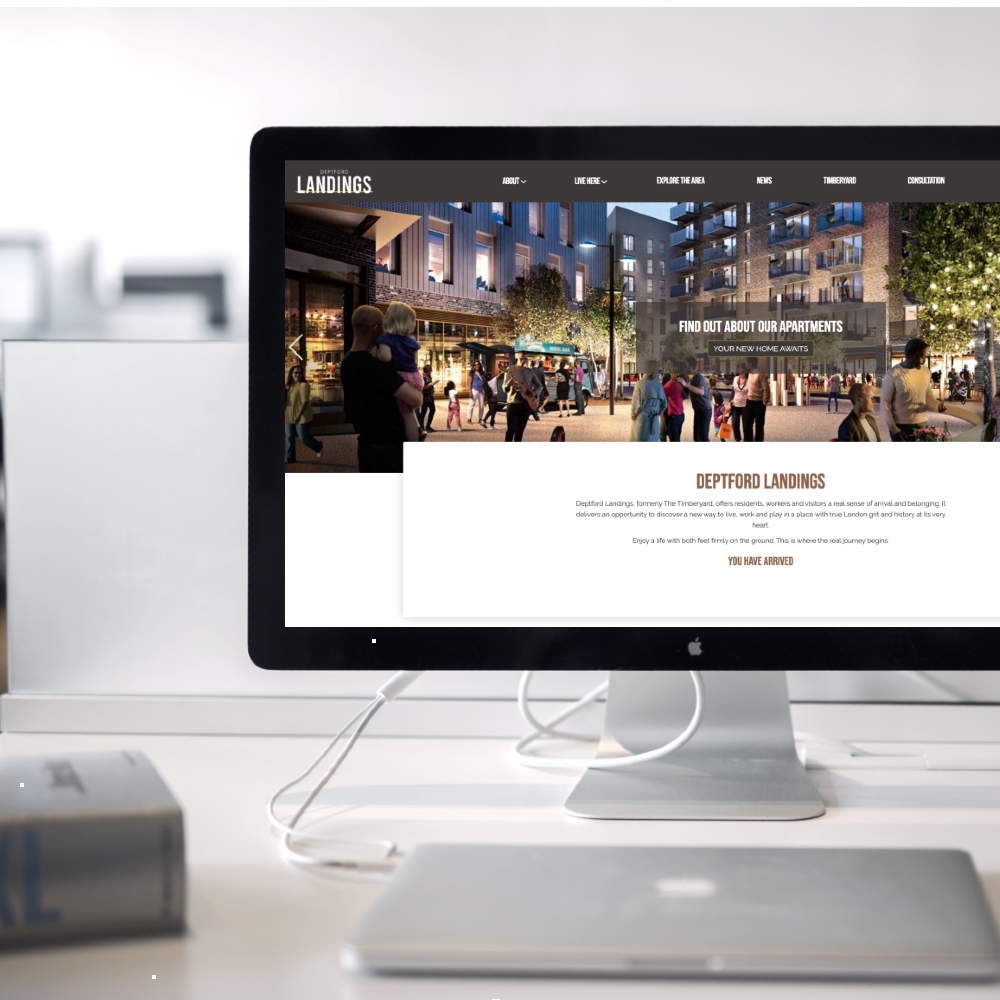 DEPTFORD
LANDINGS
ABOUT
LIVE HERE
EXPLORE THE AREA
NEWS
TIMBERYARD
CONSULTATION
FIND OUT ABOUT OUR APARTMENTS
YOUR NEW HOME AWAITS
DEPTFORD LANDINGS
Deptford Landings, formerly The Timberyard, offers residents, workers and visitors a real sense of arrival and belonging. It
delivers an opportunity to discover a new way to live, work and play in a place with true London grit and history at its very
heart.
Enjoy a life with both feet firmly on the ground. This is where the real journey begins.
YOU HAVE ARRIVED
XL